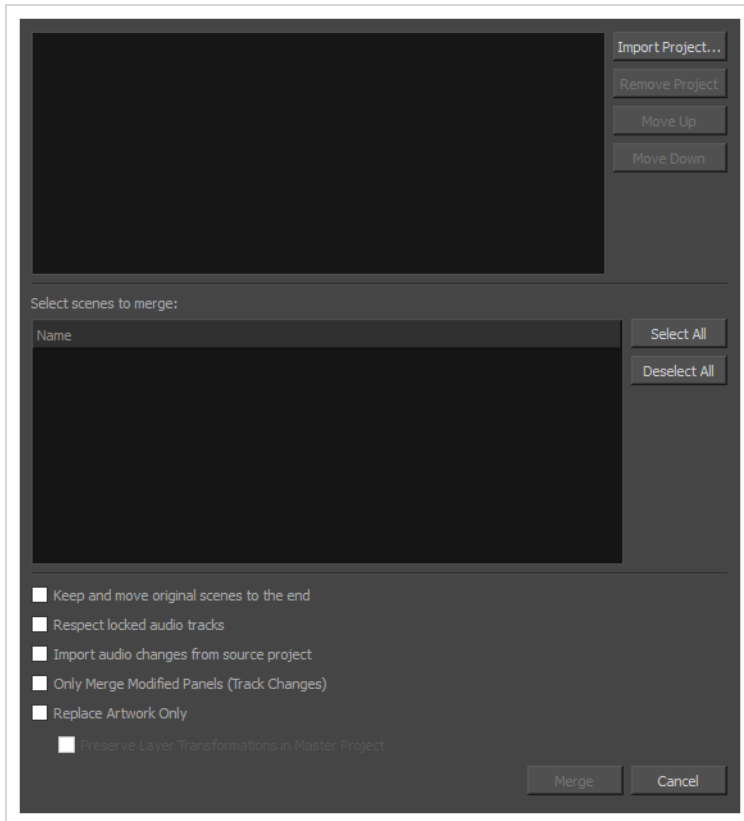 Import Project...
Remove Project
Move Up
Move Down
Select scenes to merge:
Name
Select All
Deselect All
Keep and move original scenes to the end
Respect locked audio tracks
Import audio changes from source project
Only Merge Modified Panels (Track Changes)
Replace Artwork Only
Preserve Layer Transformations in Master Project
Merge
Cancel